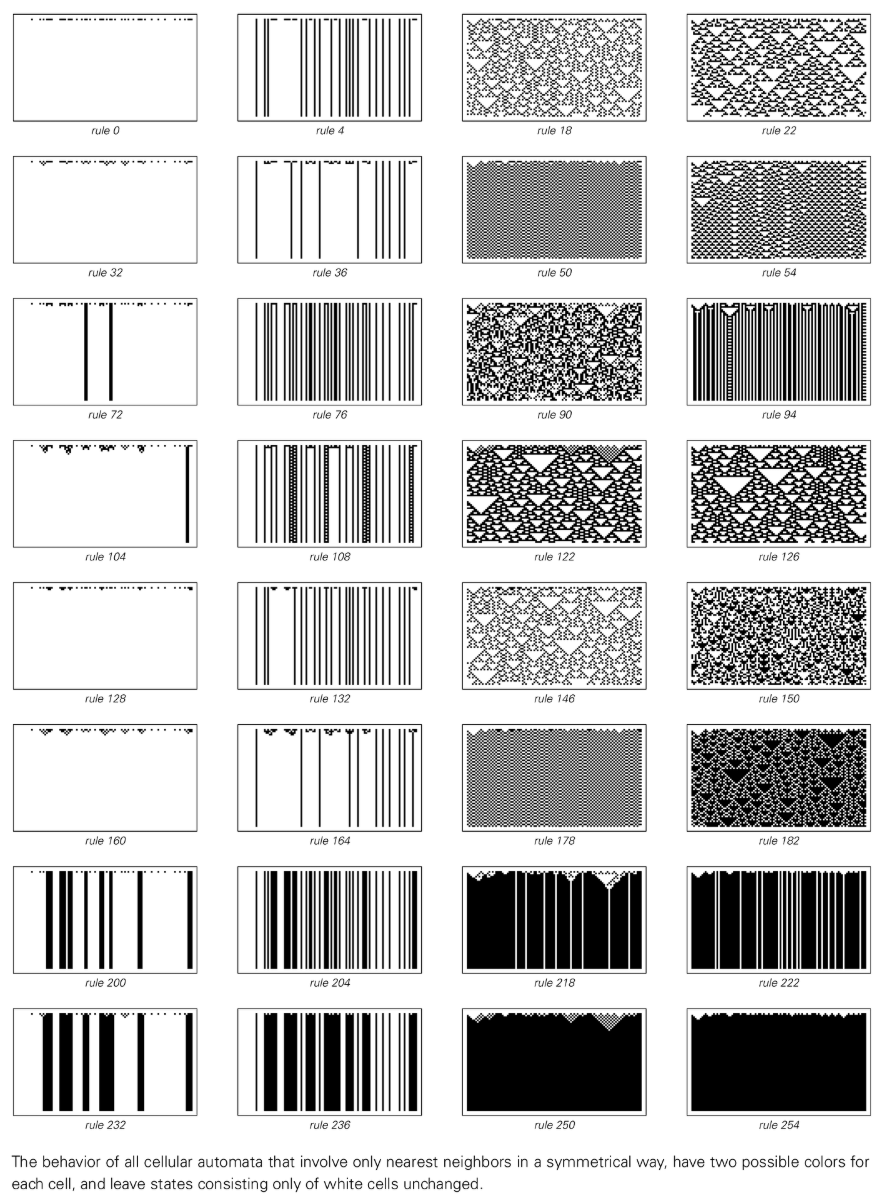 rule 0
rule 4
rule 18
rule 22
rule 32
rule 36
rule 50
rule 54
rule 72
rule 76
rule 90
rule 94
rule 104
rule 108
rule 122
rule 126
rule 128
rule 132
rule 146
rule 150
rule 160
rule 164
rule 178
rule 182
rule 200
rule 204
rule 218
rule 222
rule 232
rule 236
rule 250
rule 254
The behavior of all cellular automata that involve only nearest neighbors in a symmetrical way, have two possible colors for
each cell, and leave states consisting only of white cells unchanged.